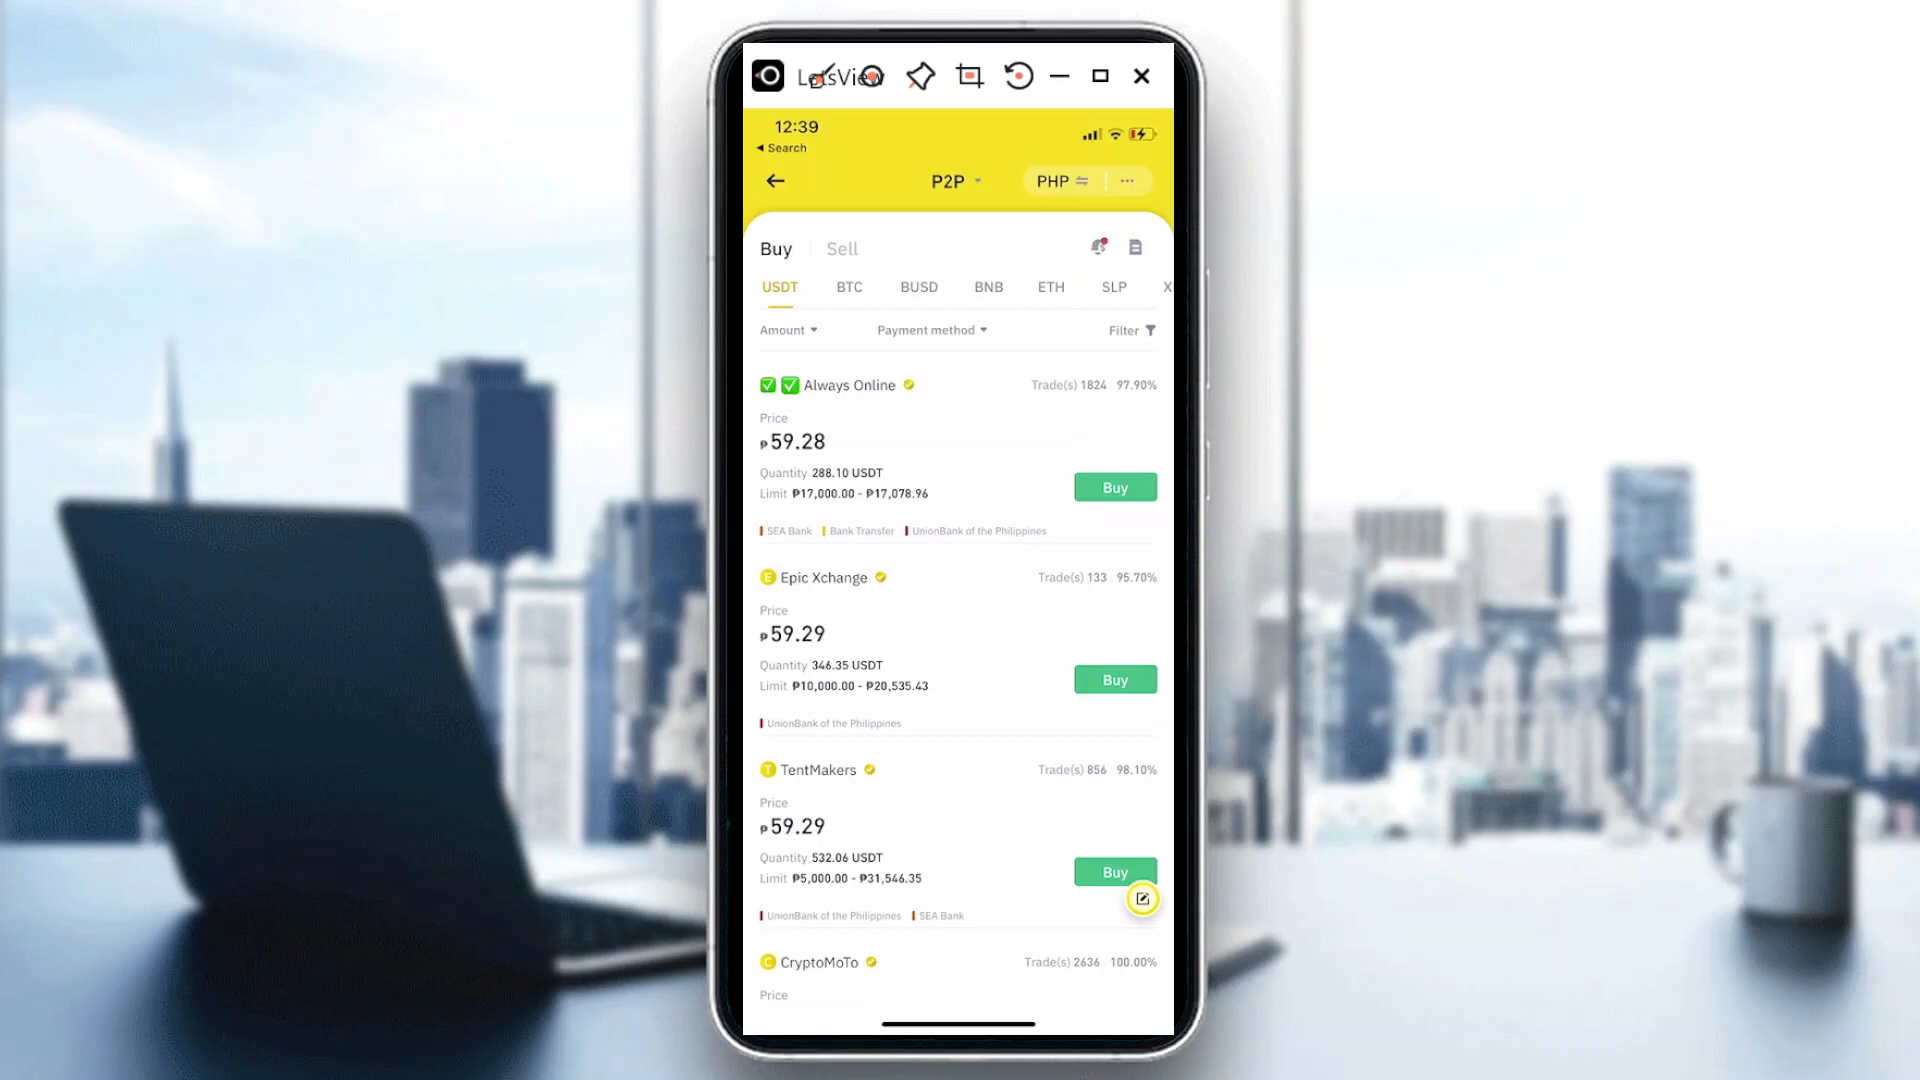 LetsView
12:39
◀ Search
P2P PHP ...
Buy Sell
USDT BTC BUSD BNB ETH SLP X
Amount Payment method Filter
✅ ✅ Always Online Trade(s) 1824 97.90%
Price
₱59.28
Quantity 288.10 USDT
Limit ₱17,000.00 - ₱17,078.96
Buy
SEA Bank Bank Transfer UnionBank of the Philippines
E Epic Xchange Trade(s) 133 95.70%
Price
₱59.29
Quantity 346.35 USDT
Limit ₱10,000.00 - ₱20,535.43
Buy
UnionBank of the Philippines
T TentMakers Trade(s) 856 98.10%
Price
₱59.29
Quantity 532.06 USDT
Limit ₱5,000.00 - ₱31,546.35
Buy
UnionBank of the Philippines SEA Bank
C CryptoMoTo Trade(s) 2636 100.00%
Price